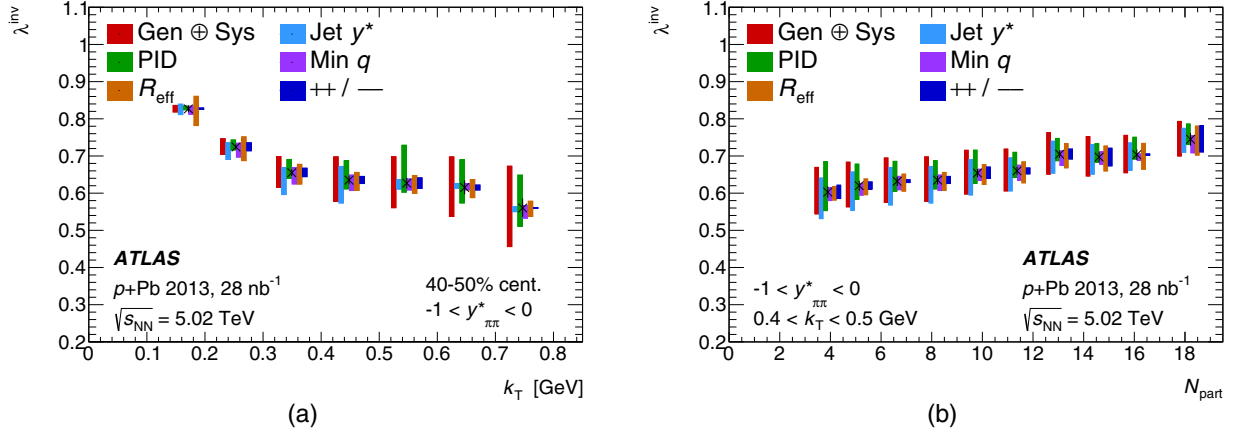 λ^inv
1.1
1
0.9
0.8
0.7
0.6
0.5
0.4
0.3
0.2
Gen ⊕ Sys
PID
R_eff
Jet y*
Min q
++ / −−
ATLAS
p+Pb 2013, 28 nb^-1
√s_NN = 5.02 TeV
40-50% cent.
-1 < y*_ππ < 0
0 0.1 0.2 0.3 0.4 0.5 0.6 0.7 0.8
k_T [GeV]
(a)
λ^inv
1.1
1
0.9
0.8
0.7
0.6
0.5
0.4
0.3
0.2
Gen ⊕ Sys
PID
R_eff
Jet y*
Min q
++ / −−
-1 < y*_ππ < 0
0.4 < k_T < 0.5 GeV
ATLAS
p+Pb 2013, 28 nb^-1
√s_NN = 5.02 TeV
0 2 4 6 8 10 12 14 16 18
N_part
(b)